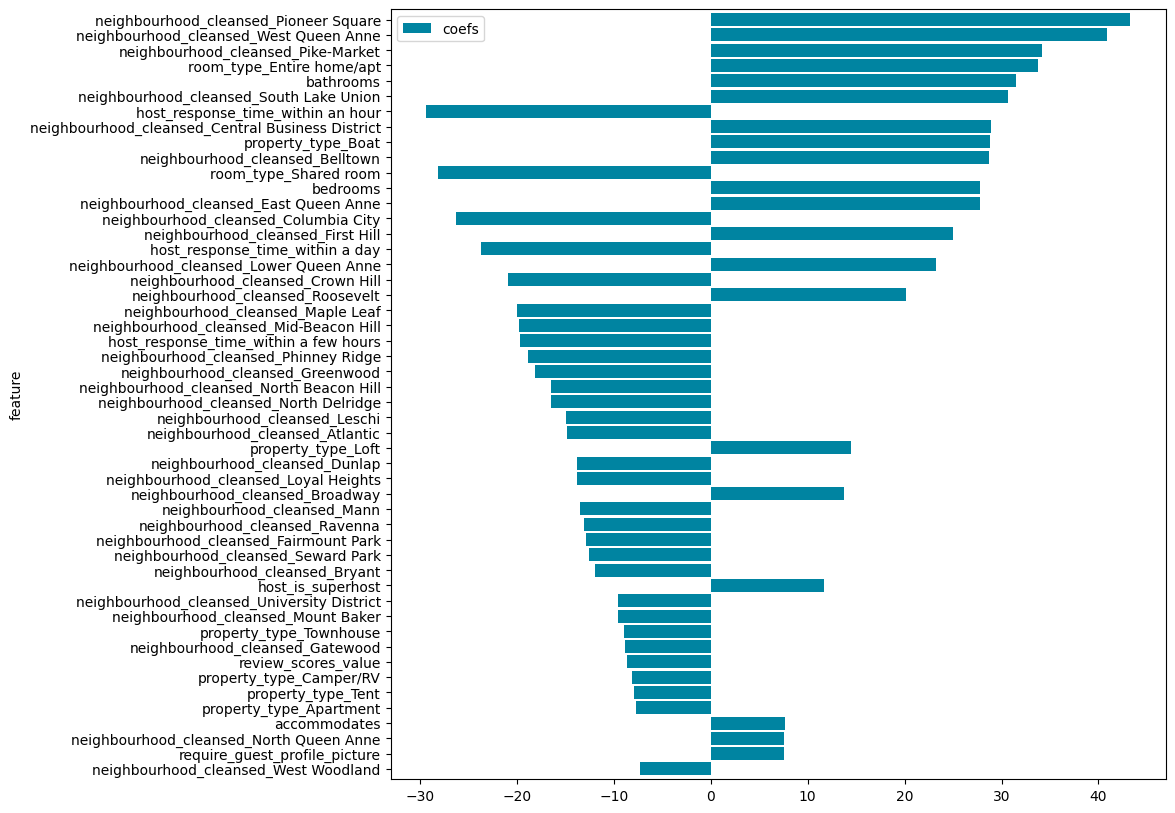 coefs
feature
neighbourhood_cleansed_Pioneer Square
neighbourhood_cleansed_West Queen Anne
neighbourhood_cleansed_Pike-Market
room_type_Entire home/apt
bathrooms
neighbourhood_cleansed_South Lake Union
host_response_time_within an hour
neighbourhood_cleansed_Central Business District
property_type_Boat
neighbourhood_cleansed_Belltown
room_type_Shared room
bedrooms
neighbourhood_cleansed_East Queen Anne
neighbourhood_cleansed_Columbia City
neighbourhood_cleansed_First Hill
host_response_time_within a day
neighbourhood_cleansed_Lower Queen Anne
neighbourhood_cleansed_Crown Hill
neighbourhood_cleansed_Roosevelt
neighbourhood_cleansed_Maple Leaf
neighbourhood_cleansed_Mid-Beacon Hill
host_response_time_within a few hours
neighbourhood_cleansed_Phinney Ridge
neighbourhood_cleansed_Greenwood
neighbourhood_cleansed_North Beacon Hill
neighbourhood_cleansed_North Delridge
neighbourhood_cleansed_Leschi
neighbourhood_cleansed_Atlantic
property_type_Loft
neighbourhood_cleansed_Dunlap
neighbourhood_cleansed_Loyal Heights
neighbourhood_cleansed_Broadway
neighbourhood_cleansed_Mann
neighbourhood_cleansed_Ravenna
neighbourhood_cleansed_Fairmount Park
neighbourhood_cleansed_Seward Park
neighbourhood_cleansed_Bryant
host_is_superhost
neighbourhood_cleansed_University District
neighbourhood_cleansed_Mount Baker
property_type_Townhouse
neighbourhood_cleansed_Gatewood
review_scores_value
property_type_Camper/RV
property_type_Tent
property_type_Apartment
accommodates
neighbourhood_cleansed_North Queen Anne
require_guest_profile_picture
neighbourhood_cleansed_West Woodland
−30 −20 −10 0 10 20 30 40